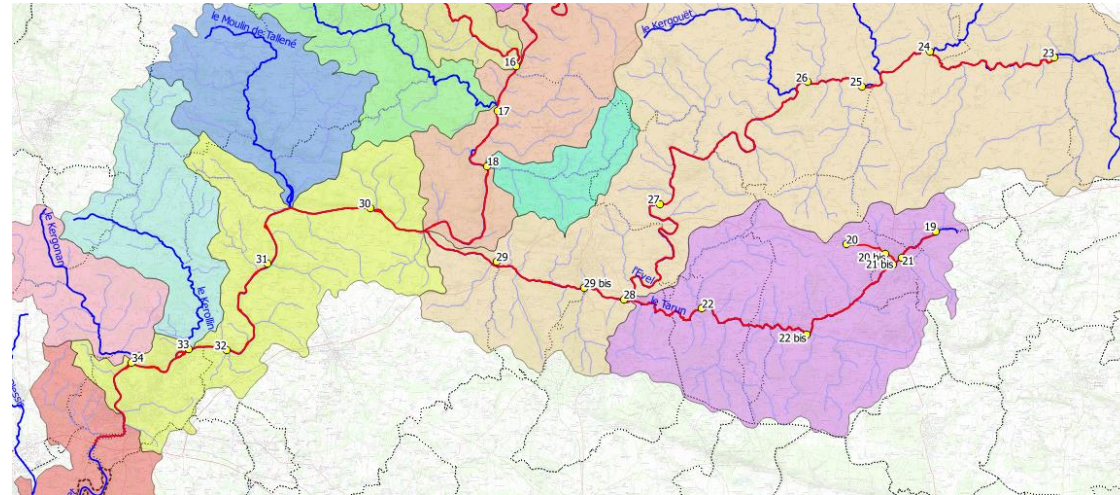 le Moulin de Tallené
le Kergouët
16
24
23
26
25
17
18
27
30
19
20
20 bis
21 bis
21
31
29
l'Evel
29 bis
28
le Tarun
22
22 bis
le Kergonan
le Kerollin
33
32
34